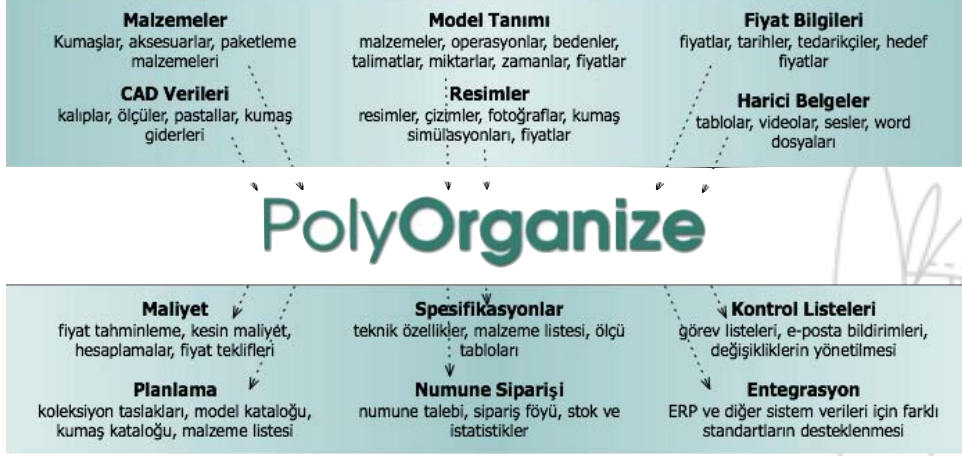 Malzemeler
Kumaşlar, aksesuarlar, paketleme
malzemeleri
CAD Verileri
kalıplar, ölçüler, pastallar, kumaş
giderleri
Model Tanımı
malzemeler, operasyonlar, bedenler,
talimatlar, miktarlar, zamanlar, fiyatlar
Resimler
resimler, çizimler, fotoğraflar, kumaş
simülasyonları, fiyatlar
Fiyat Bilgileri
fiyatlar, tarihler, tedarikçiler, hedef
fiyatlar
Harici Belgeler
tablolar, videolar, sesler, word
dosyaları
PolyOrganize
Maliyet
fiyat tahminleme, kesin maliyet,
hesaplamalar, fiyat teklifleri
Planlama
koleksiyon taslakları, model kataloğu,
kumaş kataloğu, malzeme listesi
Spesifikasyonlar
teknik özellikler, malzeme listesi, ölçü
tabloları
Numune Siparişi
numune talebi, sipariş föyü, stok ve
istatistikler
Kontrol Listeleri
görev listeleri, e-posta bildirimleri,
değişikliklerin yönetilmesi
Entegrasyon
ERP ve diğer sistem verileri için farklı
standartların desteklenmesi